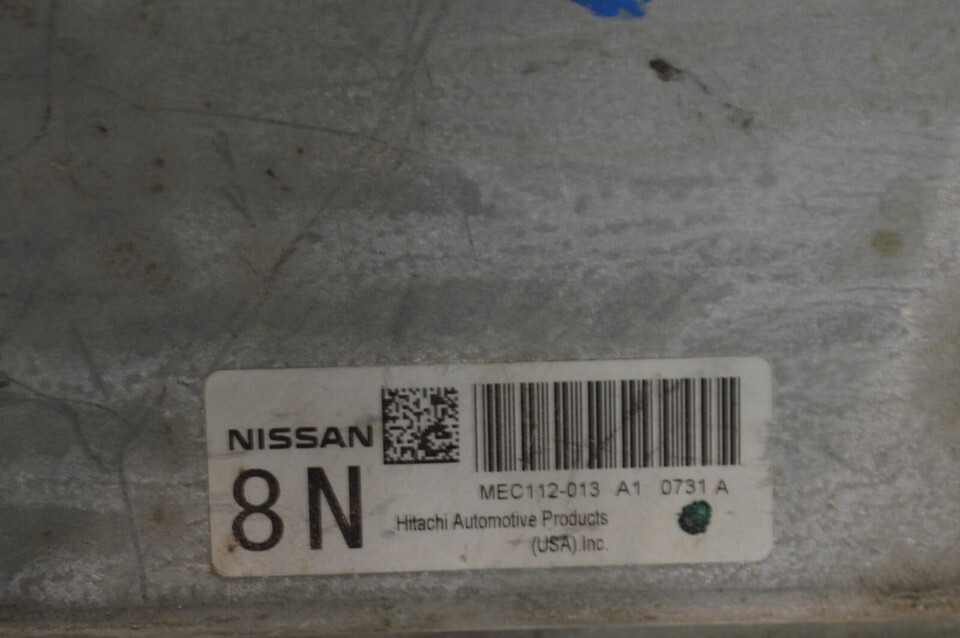 NISSAN
8N
MEC112-013 A1 0731 A
Hitachi Automotive Products
(USA).Inc.